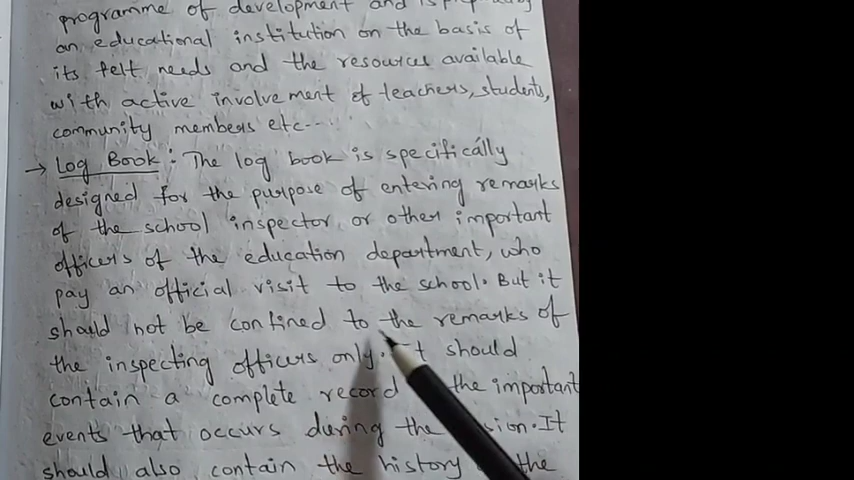 programme of development and is
an educational institution on the basis of
its felt needs and the resources available
with active involvement of teachers, students,
community members etc--
→ Log Book : The log book is specifically
designed for the purpose of entering remarks
of the school inspector or other important
officers of the education department, who
pay an official visit to the school. But it
should not be confined to the remarks of
the inspecting officers only. It should
contain a complete record the important
events that occurs during the It
should also contain the history the